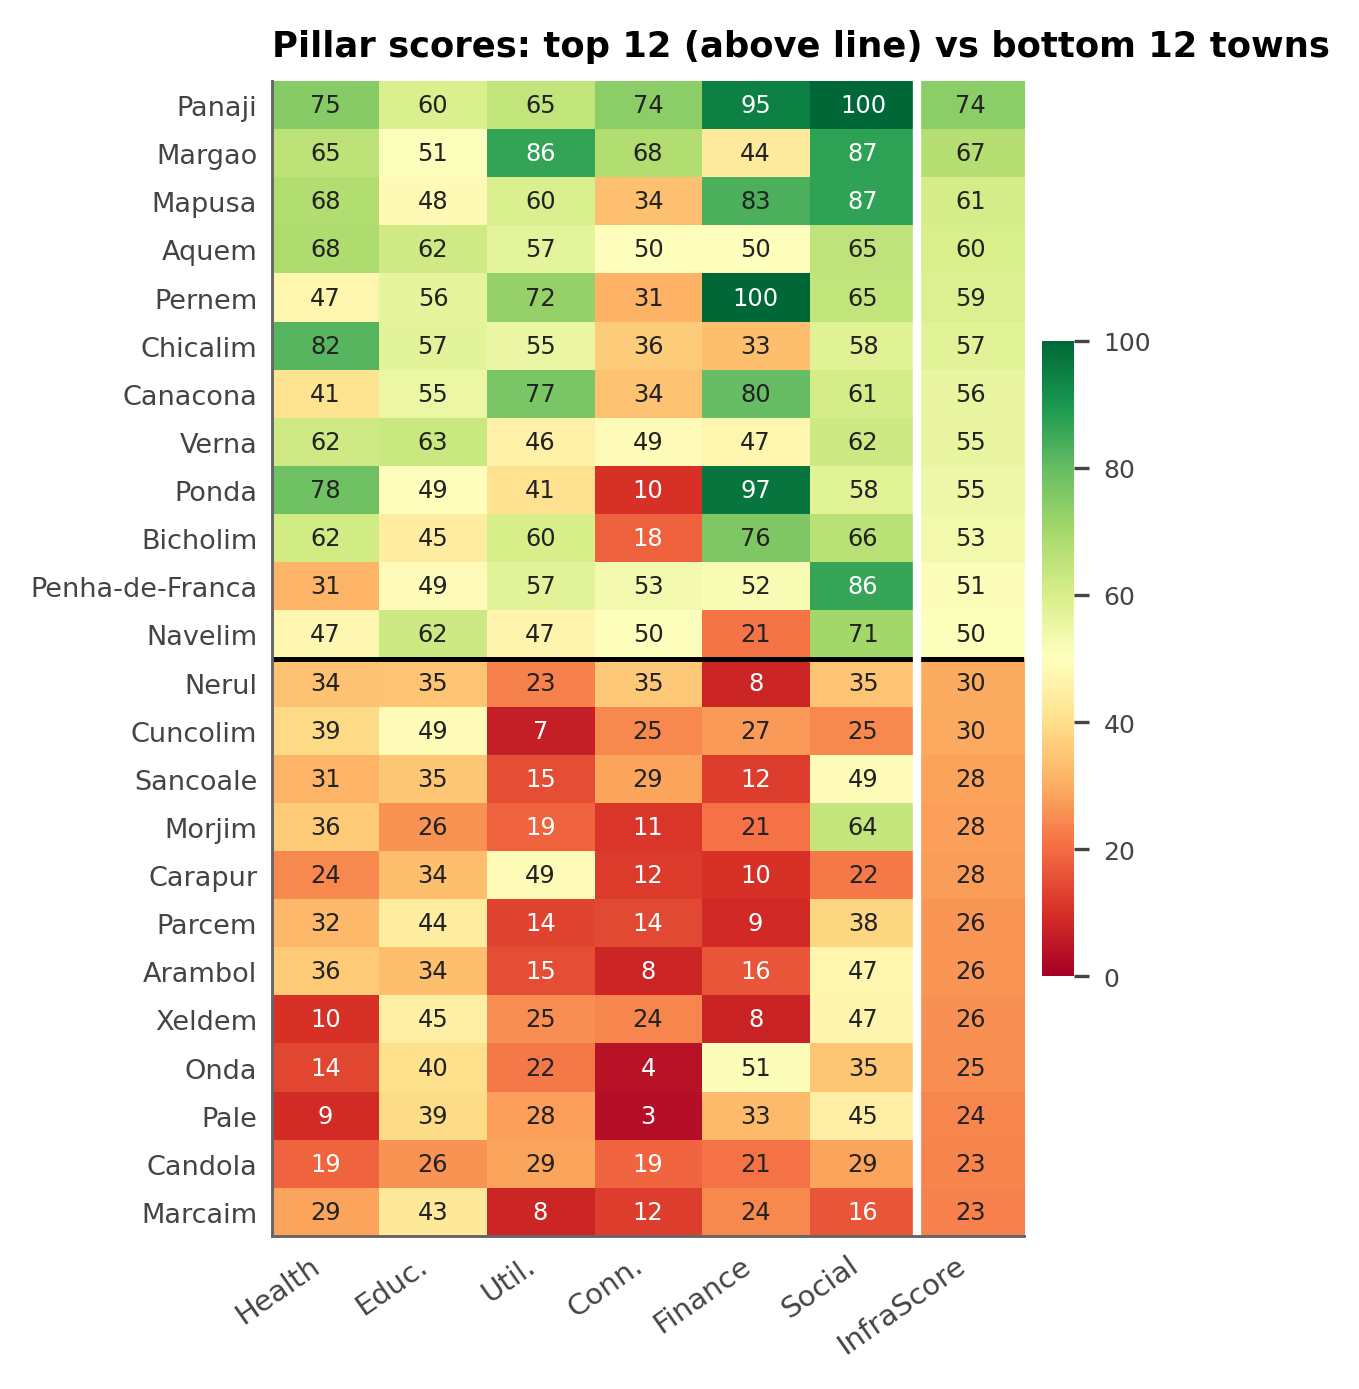 Pillar scores: top 12 (above line) vs bottom 12 towns
Panaji 75 60 65 74 95 100 74
Margao 65 51 86 68 44 87 67
Mapusa 68 48 60 34 83 87 61
Aquem 68 62 57 50 50 65 60
Pernem 47 56 72 31 100 65 59
Chicalim 82 57 55 36 33 58 57
Canacona 41 55 77 34 80 61 56
Verna 62 63 46 49 47 62 55
Ponda 78 49 41 10 97 58 55
Bicholim 62 45 60 18 76 66 53
Penha-de-Franca 31 49 57 53 52 86 51
Navelim 47 62 47 50 21 71 50
Nerul 34 35 23 35 8 35 30
Cuncolim 39 49 7 25 27 25 30
Sancoale 31 35 15 29 12 49 28
Morjim 36 26 19 11 21 64 28
Carapur 24 34 49 12 10 22 28
Parcem 32 44 14 14 9 38 26
Arambol 36 34 15 8 16 47 26
Xeldem 10 45 25 24 8 47 26
Onda 14 40 22 4 51 35 25
Pale 9 39 28 3 33 45 24
Candola 19 26 29 19 21 29 23
Marcaim 29 43 8 12 24 16 23
Health Educ. Util. Conn. Finance Social InfraScore
100
80
60
40
20
0